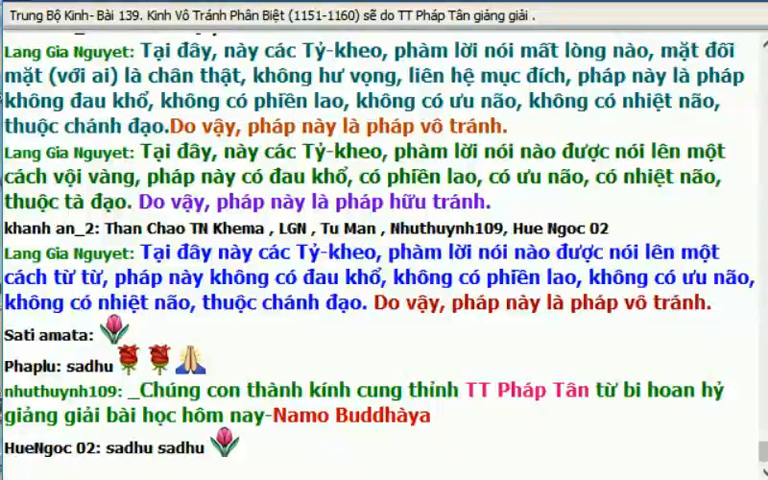 Trung Bộ Kinh- Bài 139. Kinh Vô Tránh Phân Biệt (1151-1160) sẽ do TT Pháp Tân giảng giải .
Lang Gia Nguyet: Tại đây, này các Tỷ-kheo, phàm lời nói mất lòng nào, mặt đối
mặt (với ai) là chân thật, không hư vọng, liên hệ mục đích, pháp này là pháp
không đau khổ, không có phiền lao, không có ưu não, không có nhiệt não,
thuộc chánh đạo.Do vậy, pháp này là pháp vô tránh.
Lang Gia Nguyet: Tại đây, này các Tỷ-kheo, phàm lời nói nào được nói lên một
cách vội vàng, pháp này có đau khổ, có phiền lao, có ưu não, có nhiệt não,
thuộc tà đạo. Do vậy, pháp này là pháp hữu tránh.
khanh an_2: Than Chao TN Khema , LGN , Tu Man , Nhuthuynh109, Hue Ngoc 02
Lang Gia Nguyet: Tại đây này các Tỷ-kheo, phàm lời nói nào được nói lên một
cách từ từ, pháp này không có đau khổ, không có phiền lao, không có ưu não,
không có nhiệt não, thuộc chánh đạo. Do vậy, pháp này là pháp vô tránh.
Sati amata:
Phaplu: sadhu
nhuthuynh109: _Chúng con thành kính cung thỉnh TT Pháp Tân từ bi hoan hỷ
giảng giải bài học hôm nay-Namo Buddhàya
HueNgoc 02: sadhu sadhu